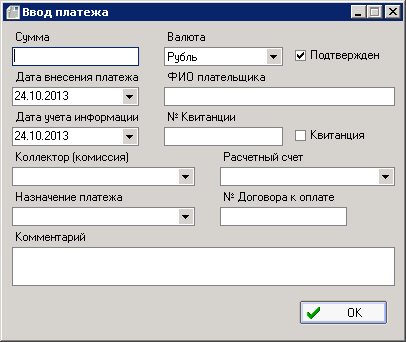 Ввод платежа
Сумма Валюта
Рубль Подтвержден
Дата внесения платежа ФИО плательщика
24.10.2013
Дата учета информации № Квитанции
24.10.2013 Квитанция
Коллектор (комиссия) Расчетный счет
Назначение платежа № Договора к оплате
Комментарий
OK